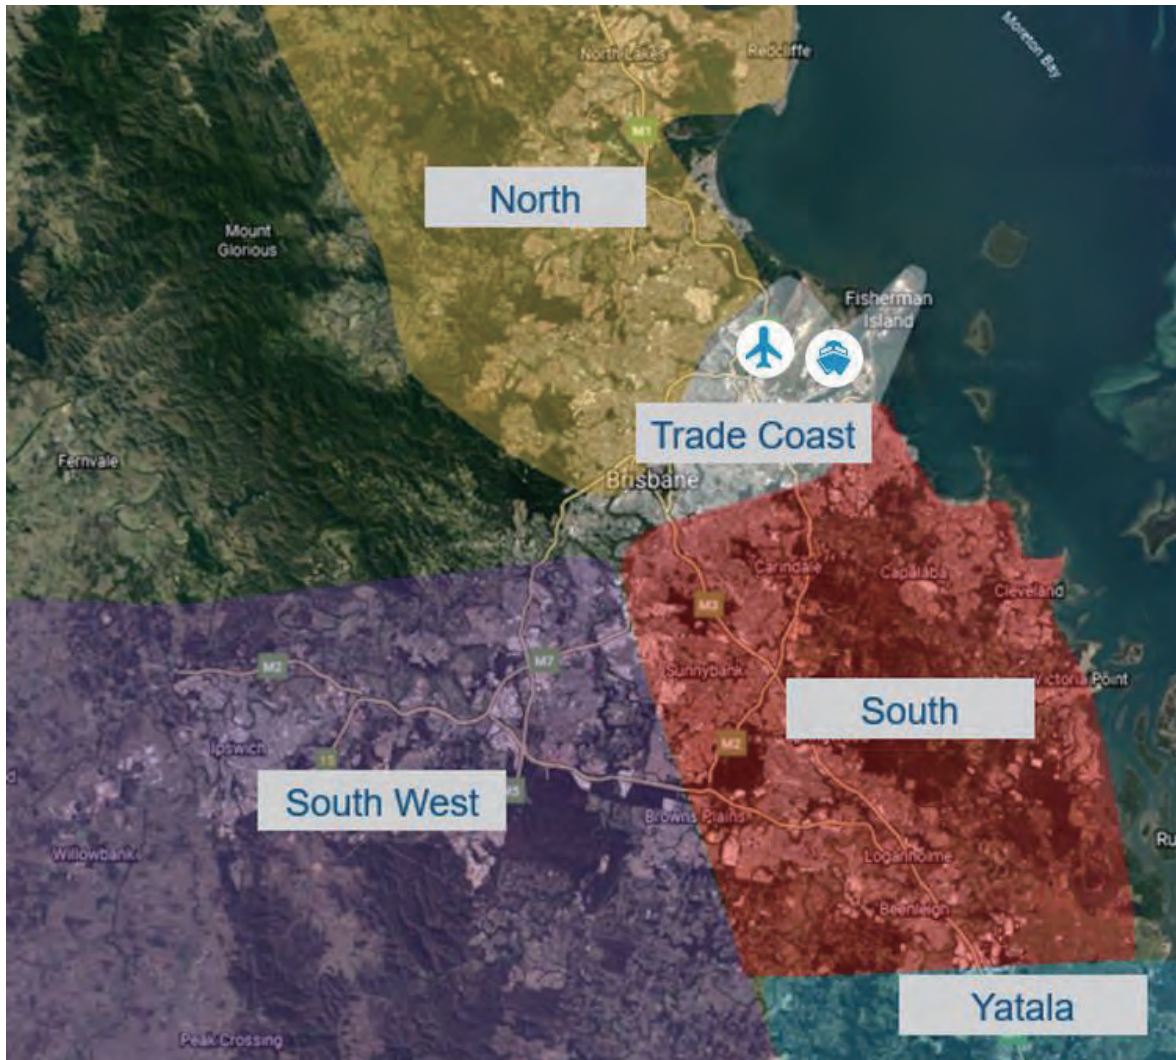 North Lakes
Redcliffe
Moreton Bay
M1
North
Mount
Glorious
Fisherman
Island
Trade Coast
Fernvale
Brisbane
Carindale
Capalaba
Cleveland
M3
M2
M7
Sunnybank
Victoria Point
South
Ipswich
M2
15
South West
Browns Plains
Willowbank
Loganholme
Beenleigh
Yatala
Peak Crossing